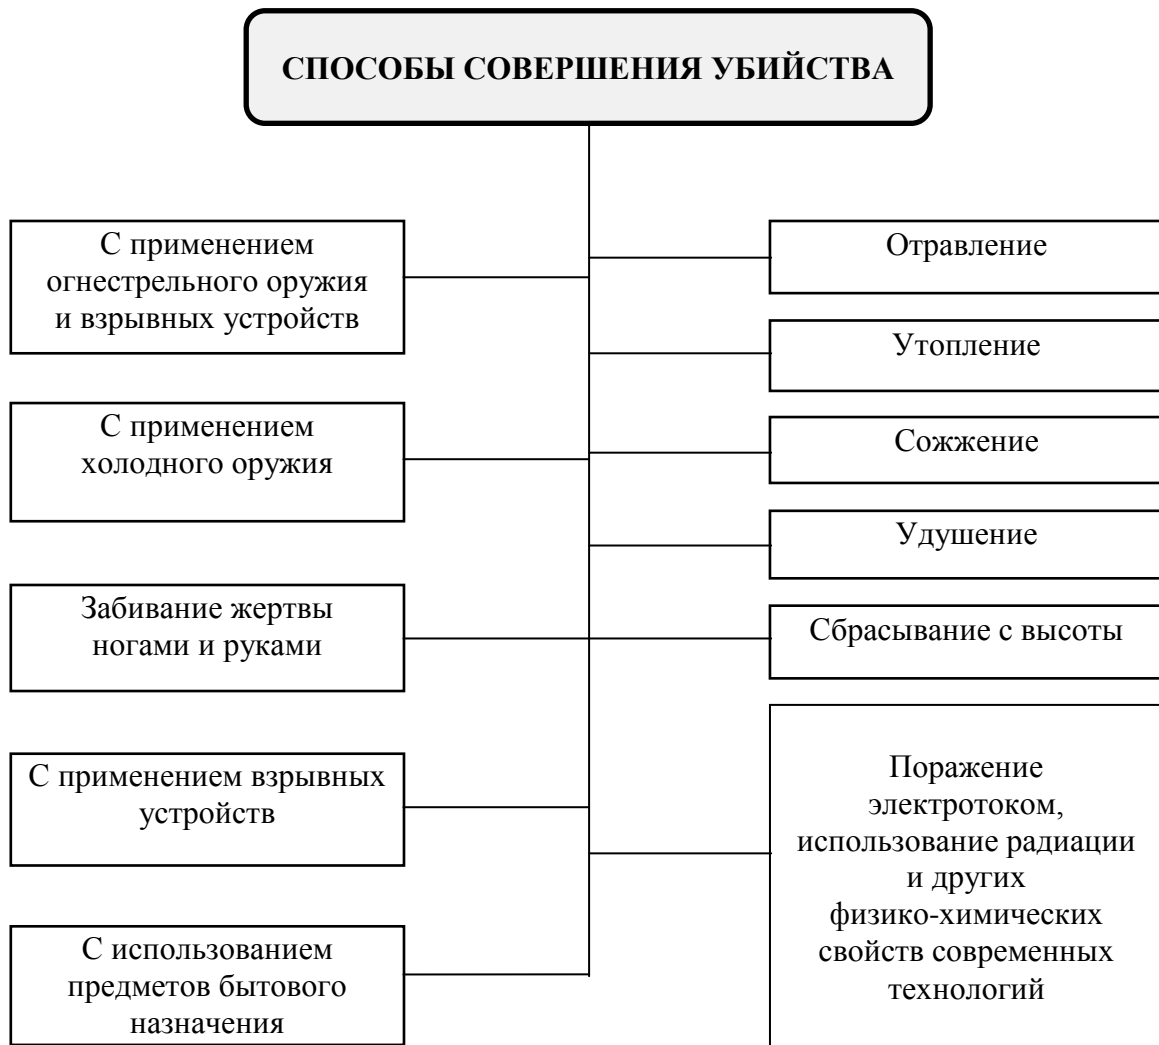 СПОСОБЫ СОВЕРШЕНИЯ УБИЙСТВА
С применением
огнестрельного оружия
и взрывных устройств
С применением
холодного оружия
Забивание жертвы
ногами и руками
С применением взрывных
устройств
С использованием
предметов бытового
назначения
Отравление
Утопление
Сожжение
Удушение
Сбрасывание с высоты
Поражение
электротоком,
использование радиации
и других
физико-химических
свойств современных
технологий